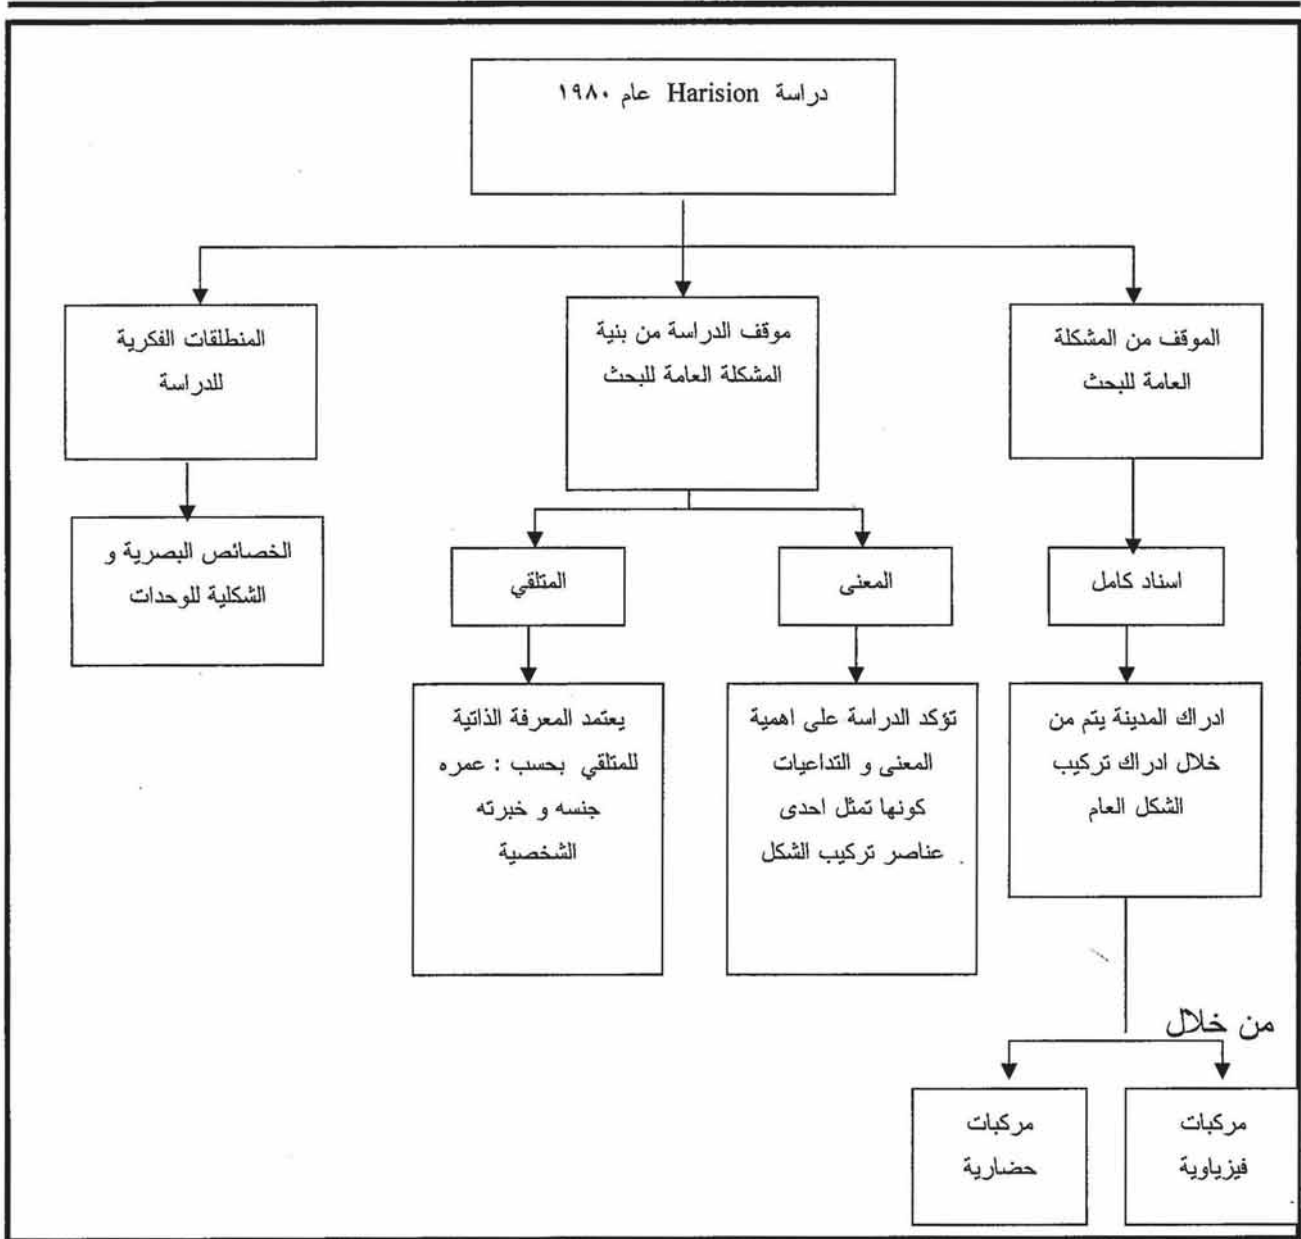 دراسة Harision عام ١٩٨٠
الموقف من المشكلة
العامة للبحث
موقف الدراسة من بنية
المشكلة العامة للبحث
المنطلقات الفكرية
للدراسة
اسناد كامل
المعنى
المتلقي
الخصائص البصرية و
الشكلية للوحدات
ادراك المدينة يتم من
خلال ادراك تركيب
الشكل العام
تؤكد الدراسة على اهمية
المعنى و التداعيات
كونها تمثل احدى
عناصر تركيب الشكل
يعتمد المعرفة الذاتية
للمتلقي بحسب : عمره
جنسه و خبرته
الشخصية
من خلال
مركبات
فيزياوية
مركبات
حضارية